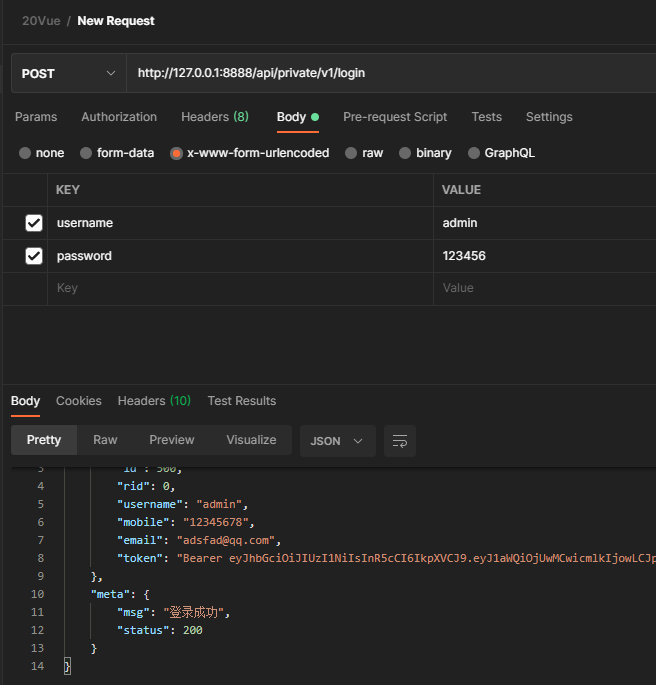 20Vue / New Request
POST http://127.0.0.1:8888/api/private/v1/login
Params Authorization Headers (8) Body Pre-request Script Tests Settings
none form-data x-www-form-urlencoded raw binary GraphQL
KEY VALUE
username admin
password 123456
Key Value
Body Cookies Headers (10) Test Results
Pretty Raw Preview Visualize JSON
3 "id": 500,
4 "rid": 0,
5 "username": "admin",
6 "mobile": "12345678",
7 "email": "adsfad@qq.com",
8 "token": "Bearer eyJhbGciOiJIUzI1NiIsInR5cCI6IkpXVCJ9.eyJ1aWQiOjUwMCwicmlkIjowLCJp
9 },
10 "meta": {
11 "msg": "登录成功",
12 "status": 200
13 }
14 }